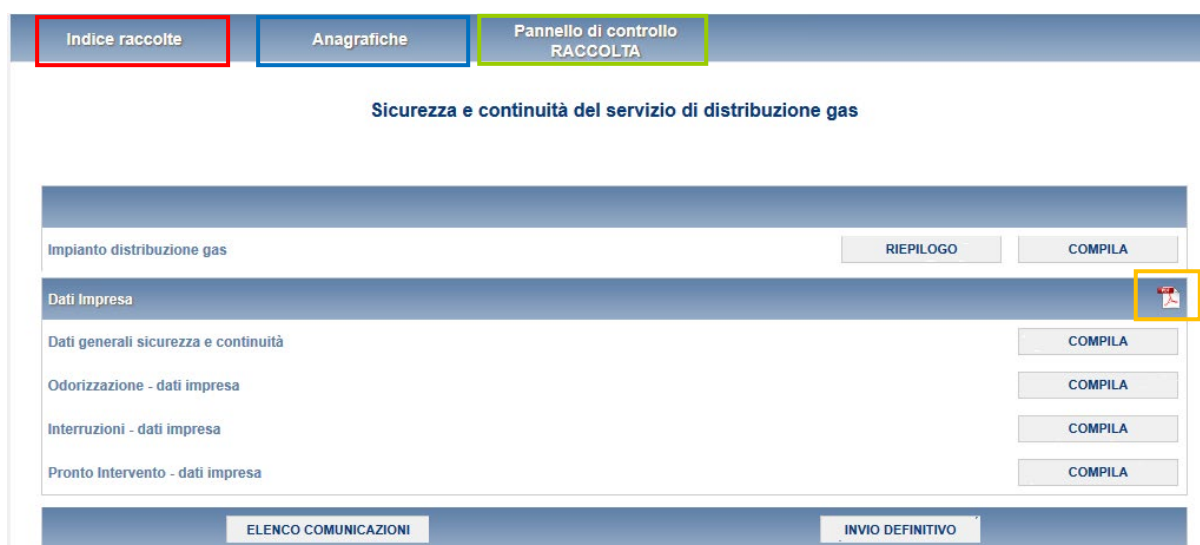 Indice raccolte
Anagrafiche
Pannello di controllo
RACCOLTA
Sicurezza e continuità del servizio di distribuzione gas
Impianto distribuzione gas
RIEPILOGO
COMPILA
Dati Impresa
PDF
Dati generali sicurezza e continuità
COMPILA
Odorizzazione - dati impresa
COMPILA
Interruzioni - dati impresa
COMPILA
Pronto Intervento - dati impresa
COMPILA
ELENCO COMUNICAZIONI
INVIO DEFINITIVO